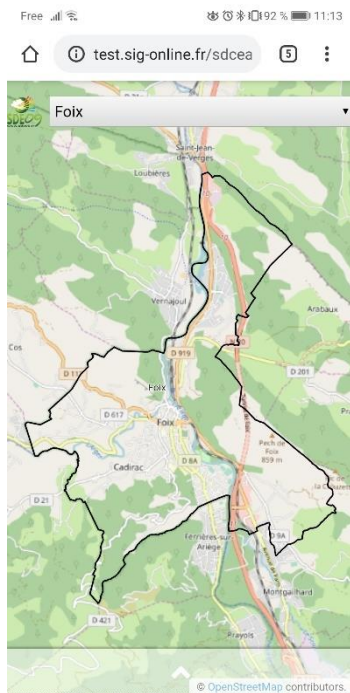 Free 92 % 11:13
test.sig-online.fr/sdcea 5
SDE09 Foix
Saint-Jean-
de-Verges
Loubières
Vernajoul
Arabaux
Cos
D 919
D 201
Foix
D 617
Foix
Pech de
Foix
859 m
Cadirac
D 8A
D 21
Ferrières-sur-
Ariège
D 9A
Montgailhard
D 421
Prayols
© OpenStreetMap contributors.